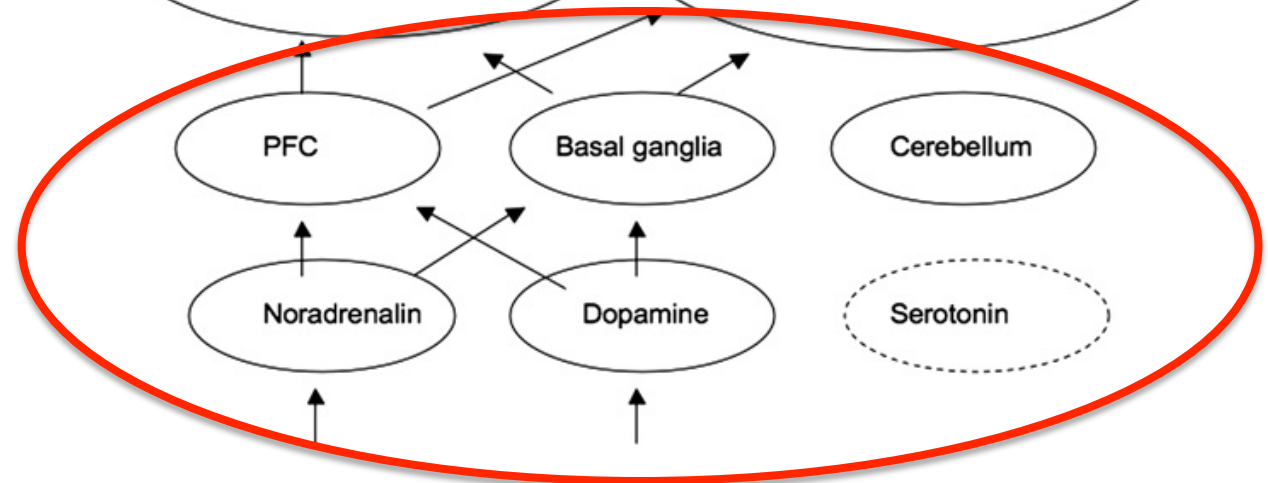 PFC
Basal ganglia
Cerebellum
Noradrenalin
Dopamine
Serotonin